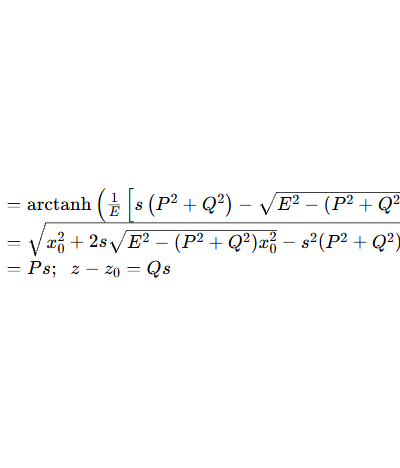 = arctanh ( 1/E [ s (P² + Q²) − √(E² − (P² + Q²
= √(x₀² + 2s√(E² − (P² + Q²)x₀²) − s²(P² + Q²)
= Ps; z − z₀ = Qs